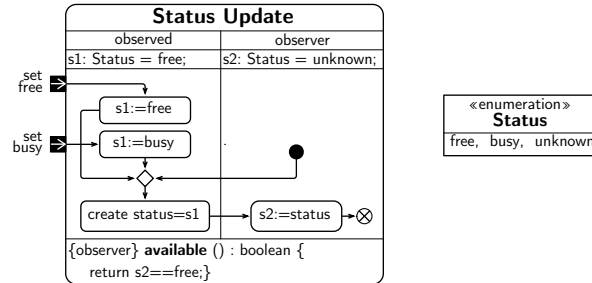 Status Update
observed observer
s1: Status = free; s2: Status = unknown;
set
free
s1:=free
set
busy
s1:=busy
create status=s1 s2:=status
{observer} available () : boolean {
return s2==free;}
«enumeration»
Status
free, busy, unknown